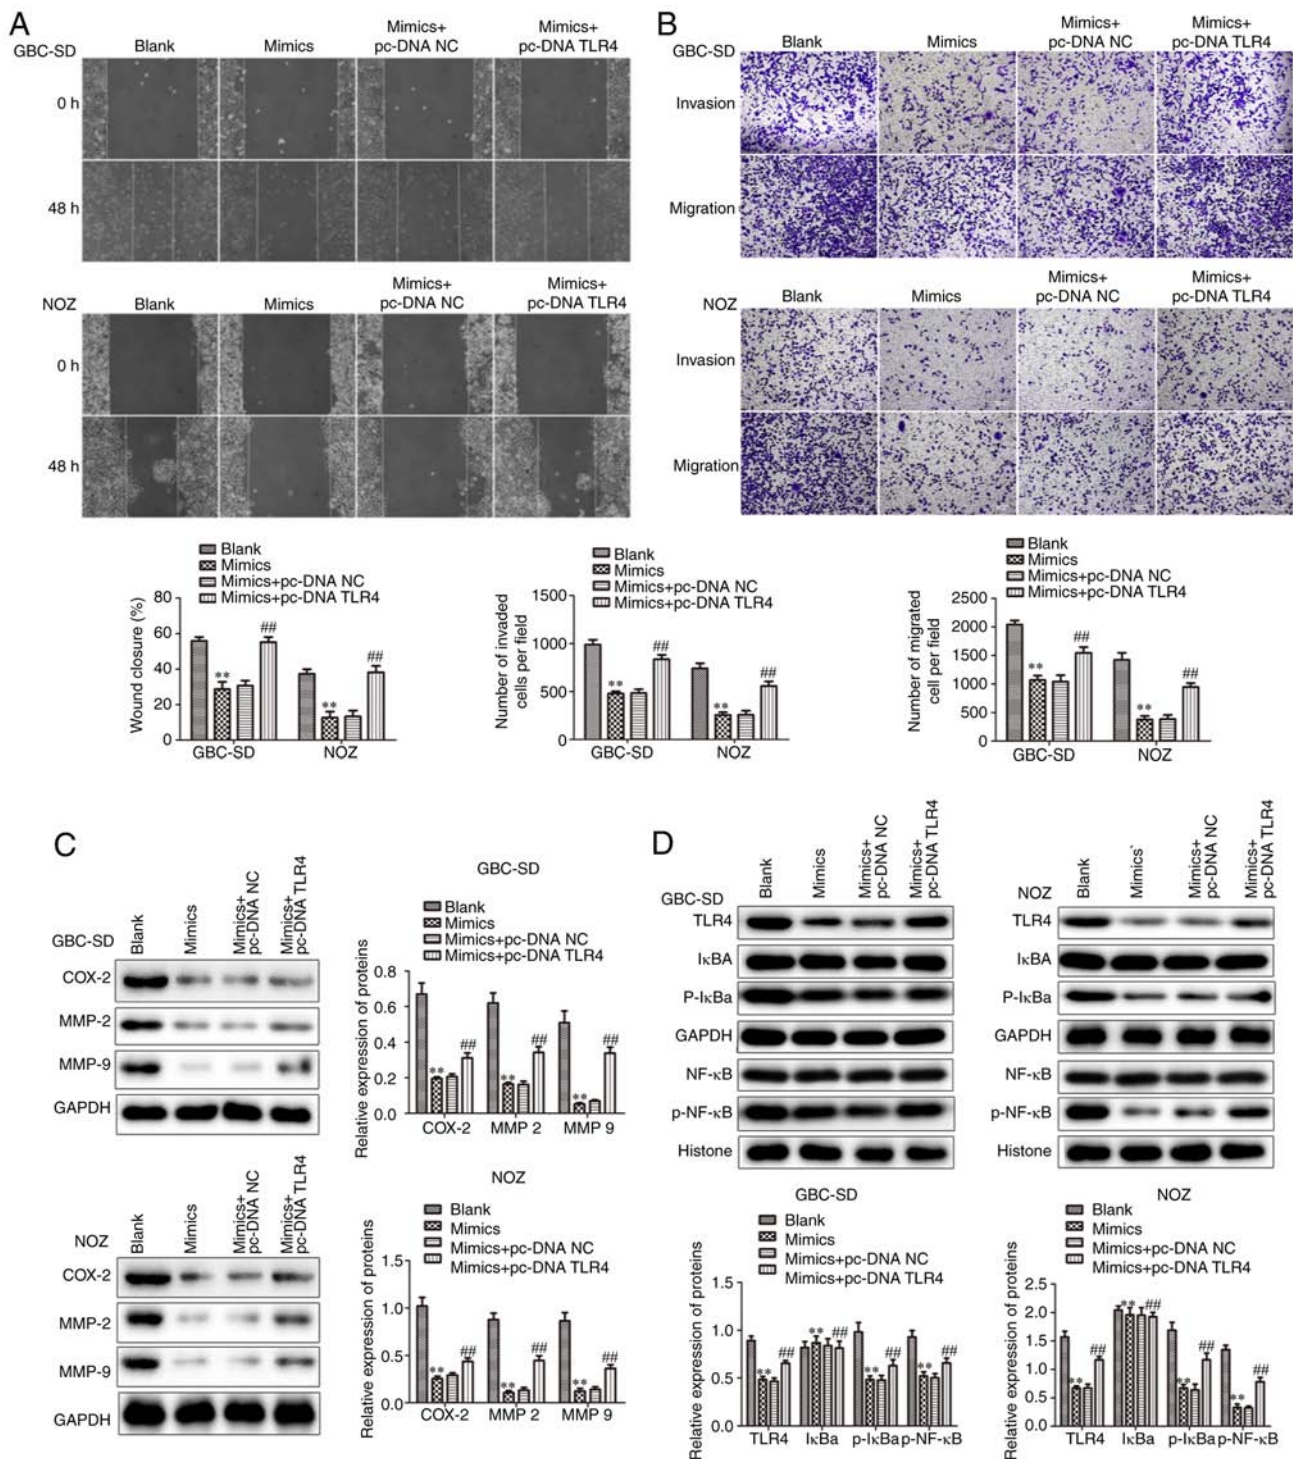 A
GBC-SD
Blank
Mimics
Mimics+
pc-DNA NC
Mimics+
pc-DNA TLR4
0 h
48 h
NOZ
Blank
Mimics
Mimics+
pc-DNA NC
Mimics+
pc-DNA TLR4
0 h
48 h
Blank
Mimics
Mimics+pc-DNA NC
Mimics+pc-DNA TLR4
Wound closure (%)
80
60
40
20
0
**
##
**
##
GBC-SD
NOZ
B
GBC-SD
Blank
Mimics
Mimics+
pc-DNA NC
Mimics+
pc-DNA TLR4
Invasion
Migration
NOZ
Blank
Mimics
Mimics+
pc-DNA NC
Mimics+
pc-DNA TLR4
Invasion
Migration
Blank
Mimics
Mimics+pc-DNA NC
Mimics+pc-DNA TLR4
Number of invaded
cells per field
1500
1000
500
0
**
##
**
##
GBC-SD
NOZ
Blank
Mimics
Mimics+pc-DNA NC
Mimics+pc-DNA TLR4
Number of migrated
cell per field
2500
2000
1500
1000
500
0
**
##
**
##
GBC-SD
NOZ
C
GBC-SD
Blank
Mimics
Mimics+
pc-DNA NC
Mimics+
pc-DNA TLR4
COX-2
MMP-2
MMP-9
GAPDH
GBC-SD
Blank
Mimics
Mimics+pc-DNA NC
Mimics+pc-DNA TLR4
Relative expression of proteins
0.8
0.6
0.4
0.2
0.0
**
##
**
##
**
##
COX-2
MMP 2
MMP 9
NOZ
Blank
Mimics
Mimics+
pc-DNA NC
Mimics+
pc-DNA TLR4
COX-2
MMP-2
MMP-9
GAPDH
NOZ
Blank
Mimics
Mimics+pc-DNA NC
Mimics+pc-DNA TLR4
Relative expression of proteins
1.5
1.0
0.5
0.0
**
##
**
##
**
##
COX-2
MMP 2
MMP 9
D
GBC-SD
Blank
Mimics
Mimics+
pc-DNA NC
Mimics+
pc-DNA TLR4
TLR4
IκBA
P-IκBa
GAPDH
NF-κB
p-NF-κB
Histone
NOZ
Blank
Mimics`
Mimics+
pc-DNA NC
Mimics+
pc-DNA TLR4
TLR4
IκBA
P-IκBa
GAPDH
NF-κB
p-NF-κB
Histone
GBC-SD
Blank
Mimics
Mimics+pc-DNA NC
Mimics+pc-DNA TLR4
Relative expression of proteins
1.5
1.0
0.5
0.0
**
##
**
##
**
##
**
##
TLR4
IκBa
p-IκBa
p-NF-κB
NOZ
Blank
Mimics
Mimics+pc-DNA NC
Mimics+pc-DNA TLR4
Relative expression of proteins
2.5
2.0
1.5
1.0
0.5
0.0
**
##
**
##
**
##
**
##
TLR4
IκBa
p-IκBa
p-NF-κB